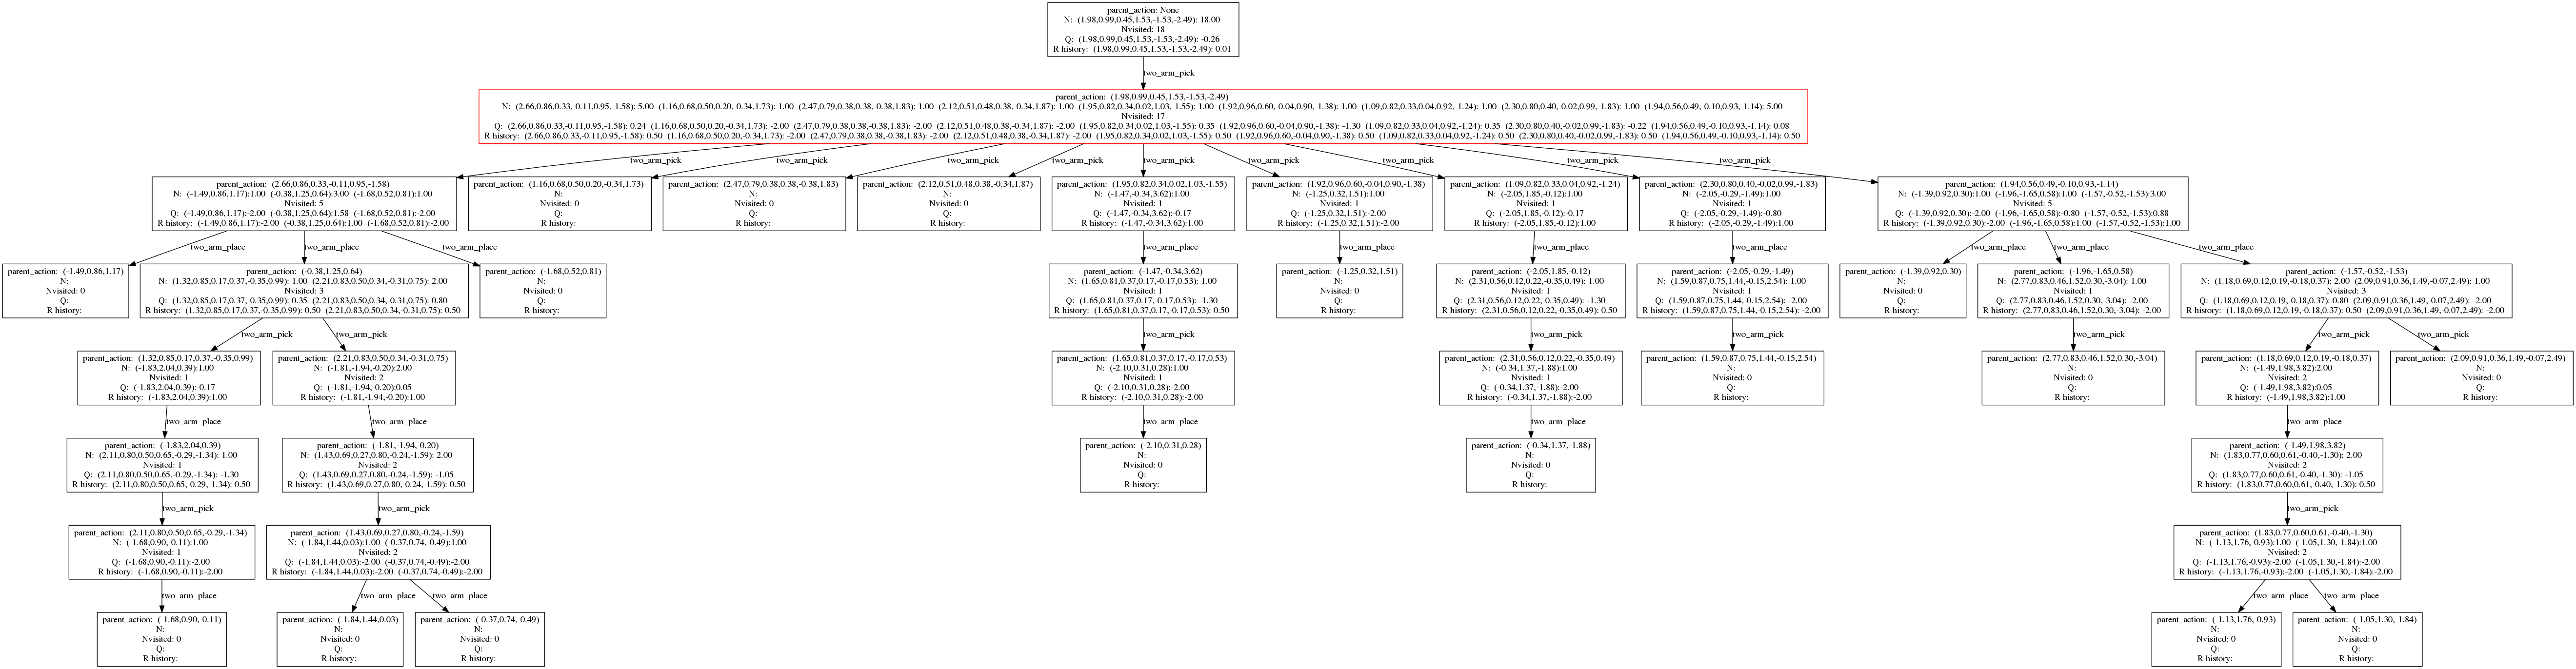 parent_action: None
N: (1.98,0.99,0.45,1.53,-1.53,-2.49): 18.00
Nvisited: 18
Q: (1.98,0.99,0.45,1.53,-1.53,-2.49): -0.26
R history: (1.98,0.99,0.45,1.53,-1.53,-2.49): 0.01
two_arm_pick
parent_action: (1.98,0.99,0.45,1.53,-1.53,-2.49)
N: (2.66,0.86,0.33,-0.11,0.95,-1.58): 5.00 (1.16,0.68,0.50,0.20,-0.34,1.73): 1.00 (2.47,0.79,0.38,0.38,-0.38,1.83): 1.00 (2.12,0.51,0.48,0.38,-0.34,1.87): 1.00 (1.95,0.82,0.34,0.02,1.03,-1.55): 1.00 (1.92,0.96,0.60,-0.04,0.90,-1.38): 1.00 (1.09,0.82,0.33,0.04,0.92,-1.24): 1.00 (2.30,0.80,0.40,-0.02,0.99,-1.83): 1.00 (1.94,0.56,0.49,-0.10,0.93,-1.14): 5.00
Nvisited: 17
Q: (2.66,0.86,0.33,-0.11,0.95,-1.58): 0.24 (1.16,0.68,0.50,0.20,-0.34,1.73): -2.00 (2.47,0.79,0.38,0.38,-0.38,1.83): -2.00 (2.12,0.51,0.48,0.38,-0.34,1.87): -2.00 (1.95,0.82,0.34,0.02,1.03,-1.55): 0.35 (1.92,0.96,0.60,-0.04,0.90,-1.38): -1.30 (1.09,0.82,0.33,0.04,0.92,-1.24): 0.35 (2.30,0.80,0.40,-0.02,0.99,-1.83): -0.22 (1.94,0.56,0.49,-0.10,0.93,-1.14): 0.08
R history: (2.66,0.86,0.33,-0.11,0.95,-1.58): 0.50 (1.16,0.68,0.50,0.20,-0.34,1.73): -2.00 (2.47,0.79,0.38,0.38,-0.38,1.83): -2.00 (2.12,0.51,0.48,0.38,-0.34,1.87): -2.00 (1.95,0.82,0.34,0.02,1.03,-1.55): 0.50 (1.92,0.96,0.60,-0.04,0.90,-1.38): 0.50 (1.09,0.82,0.33,0.04,0.92,-1.24): 0.50 (2.30,0.80,0.40,-0.02,0.99,-1.83): 0.50 (1.94,0.56,0.49,-0.10,0.93,-1.14): 0.50
two_arm_pick
two_arm_pick
two_arm_pick
two_arm_pick
two_arm_pick
two_arm_pick
two_arm_pick
two_arm_pick
two_arm_pick
parent_action: (2.66,0.86,0.33,-0.11,0.95,-1.58)
N: (-1.49,0.86,1.17):1.00 (-0.38,1.25,0.64):3.00 (-1.68,0.52,0.81):1.00
Nvisited: 5
Q: (-1.49,0.86,1.17):-2.00 (-0.38,1.25,0.64):1.58 (-1.68,0.52,0.81):-2.00
R history: (-1.49,0.86,1.17):-2.00 (-0.38,1.25,0.64):1.00 (-1.68,0.52,0.81):-2.00
parent_action: (1.16,0.68,0.50,0.20,-0.34,1.73)
N:
Nvisited: 0
Q:
R history:
parent_action: (2.47,0.79,0.38,0.38,-0.38,1.83)
N:
Nvisited: 0
Q:
R history:
parent_action: (2.12,0.51,0.48,0.38,-0.34,1.87)
N:
Nvisited: 0
Q:
R history:
parent_action: (1.95,0.82,0.34,0.02,1.03,-1.55)
N: (-1.47,-0.34,3.62):1.00
Nvisited: 1
Q: (-1.47,-0.34,3.62):-0.17
R history: (-1.47,-0.34,3.62):1.00
parent_action: (1.92,0.96,0.60,-0.04,0.90,-1.38)
N: (-1.25,0.32,1.51):1.00
Nvisited: 1
Q: (-1.25,0.32,1.51):-2.00
R history: (-1.25,0.32,1.51):-2.00
parent_action: (1.09,0.82,0.33,0.04,0.92,-1.24)
N: (-2.05,1.85,-0.12):1.00
Nvisited: 1
Q: (-2.05,1.85,-0.12):-0.17
R history: (-2.05,1.85,-0.12):1.00
parent_action: (2.30,0.80,0.40,-0.02,0.99,-1.83)
N: (-2.05,-0.29,-1.49):1.00
Nvisited: 1
Q: (-2.05,-0.29,-1.49):-0.80
R history: (-2.05,-0.29,-1.49):1.00
parent_action: (1.94,0.56,0.49,-0.10,0.93,-1.14)
N: (-1.39,0.92,0.30):1.00 (-1.96,-1.65,0.58):1.00 (-1.57,-0.52,-1.53):3.00
Nvisited: 5
Q: (-1.39,0.92,0.30):-2.00 (-1.96,-1.65,0.58):-0.80 (-1.57,-0.52,-1.53):0.88
R history: (-1.39,0.92,0.30):-2.00 (-1.96,-1.65,0.58):1.00 (-1.57,-0.52,-1.53):1.00
two_arm_place
two_arm_place
two_arm_place
two_arm_place
two_arm_place
two_arm_place
two_arm_place
two_arm_place
two_arm_place
two_arm_place
parent_action: (-1.49,0.86,1.17)
N:
Nvisited: 0
Q:
R history:
parent_action: (-0.38,1.25,0.64)
N: (1.32,0.85,0.17,0.37,-0.35,0.99): 1.00 (2.21,0.83,0.50,0.34,-0.31,0.75): 2.00
Nvisited: 3
Q: (1.32,0.85,0.17,0.37,-0.35,0.99): 0.35 (2.21,0.83,0.50,0.34,-0.31,0.75): 0.80
R history: (1.32,0.85,0.17,0.37,-0.35,0.99): 0.50 (2.21,0.83,0.50,0.34,-0.31,0.75): 0.50
parent_action: (-1.68,0.52,0.81)
N:
Nvisited: 0
Q:
R history:
parent_action: (-1.47,-0.34,3.62)
N: (1.65,0.81,0.37,0.17,-0.17,0.53): 1.00
Nvisited: 1
Q: (1.65,0.81,0.37,0.17,-0.17,0.53): -1.30
R history: (1.65,0.81,0.37,0.17,-0.17,0.53): 0.50
parent_action: (-1.25,0.32,1.51)
N:
Nvisited: 0
Q:
R history:
parent_action: (-2.05,1.85,-0.12)
N: (2.31,0.56,0.12,0.22,-0.35,0.49): 1.00
Nvisited: 1
Q: (2.31,0.56,0.12,0.22,-0.35,0.49): -1.30
R history: (2.31,0.56,0.12,0.22,-0.35,0.49): 0.50
parent_action: (-2.05,-0.29,-1.49)
N: (1.59,0.87,0.75,1.44,-0.15,2.54): 1.00
Nvisited: 1
Q: (1.59,0.87,0.75,1.44,-0.15,2.54): -2.00
R history: (1.59,0.87,0.75,1.44,-0.15,2.54): -2.00
parent_action: (-1.39,0.92,0.30)
N:
Nvisited: 0
Q:
R history:
parent_action: (-1.96,-1.65,0.58)
N: (2.77,0.83,0.46,1.52,0.30,-3.04): 1.00
Nvisited: 1
Q: (2.77,0.83,0.46,1.52,0.30,-3.04): -2.00
R history: (2.77,0.83,0.46,1.52,0.30,-3.04): -2.00
parent_action: (-1.57,-0.52,-1.53)
N: (1.18,0.69,0.12,0.19,-0.18,0.37): 2.00 (2.09,0.91,0.36,1.49,-0.07,2.49): 1.00
Nvisited: 3
Q: (1.18,0.69,0.12,0.19,-0.18,0.37): 0.80 (2.09,0.91,0.36,1.49,-0.07,2.49): -2.00
R history: (1.18,0.69,0.12,0.19,-0.18,0.37): 0.50 (2.09,0.91,0.36,1.49,-0.07,2.49): -2.00
two_arm_pick
two_arm_pick
two_arm_pick
two_arm_pick
two_arm_pick
two_arm_pick
two_arm_pick
two_arm_pick
parent_action: (1.32,0.85,0.17,0.37,-0.35,0.99)
N: (-1.83,2.04,0.39):1.00
Nvisited: 1
Q: (-1.83,2.04,0.39):-0.17
R history: (-1.83,2.04,0.39):1.00
parent_action: (2.21,0.83,0.50,0.34,-0.31,0.75)
N: (-1.81,-1.94,-0.20):2.00
Nvisited: 2
Q: (-1.81,-1.94,-0.20):0.05
R history: (-1.81,-1.94,-0.20):1.00
parent_action: (1.65,0.81,0.37,0.17,-0.17,0.53)
N: (-2.10,0.31,0.28):1.00
Nvisited: 1
Q: (-2.10,0.31,0.28):-2.00
R history: (-2.10,0.31,0.28):-2.00
parent_action: (2.31,0.56,0.12,0.22,-0.35,0.49)
N: (-0.34,1.37,-1.88):1.00
Nvisited: 1
Q: (-0.34,1.37,-1.88):-2.00
R history: (-0.34,1.37,-1.88):-2.00
parent_action: (1.59,0.87,0.75,1.44,-0.15,2.54)
N:
Nvisited: 0
Q:
R history:
parent_action: (2.77,0.83,0.46,1.52,0.30,-3.04)
N:
Nvisited: 0
Q:
R history:
parent_action: (1.18,0.69,0.12,0.19,-0.18,0.37)
N: (-1.49,1.98,3.82):2.00
Nvisited: 2
Q: (-1.49,1.98,3.82):0.05
R history: (-1.49,1.98,3.82):1.00
parent_action: (2.09,0.91,0.36,1.49,-0.07,2.49)
N:
Nvisited: 0
Q:
R history:
two_arm_place
two_arm_place
two_arm_place
two_arm_place
two_arm_place
parent_action: (-1.83,2.04,0.39)
N: (2.11,0.80,0.50,0.65,-0.29,-1.34): 1.00
Nvisited: 1
Q: (2.11,0.80,0.50,0.65,-0.29,-1.34): -1.30
R history: (2.11,0.80,0.50,0.65,-0.29,-1.34): 0.50
parent_action: (-1.81,-1.94,-0.20)
N: (1.43,0.69,0.27,0.80,-0.24,-1.59): 2.00
Nvisited: 2
Q: (1.43,0.69,0.27,0.80,-0.24,-1.59): -1.05
R history: (1.43,0.69,0.27,0.80,-0.24,-1.59): 0.50
parent_action: (-2.10,0.31,0.28)
N:
Nvisited: 0
Q:
R history:
parent_action: (-0.34,1.37,-1.88)
N:
Nvisited: 0
Q:
R history:
parent_action: (-1.49,1.98,3.82)
N: (1.83,0.77,0.60,0.61,-0.40,-1.30): 2.00
Nvisited: 2
Q: (1.83,0.77,0.60,0.61,-0.40,-1.30): -1.05
R history: (1.83,0.77,0.60,0.61,-0.40,-1.30): 0.50
two_arm_pick
two_arm_pick
two_arm_pick
parent_action: (2.11,0.80,0.50,0.65,-0.29,-1.34)
N: (-1.68,0.90,-0.11):1.00
Nvisited: 1
Q: (-1.68,0.90,-0.11):-2.00
R history: (-1.68,0.90,-0.11):-2.00
parent_action: (1.43,0.69,0.27,0.80,-0.24,-1.59)
N: (-1.84,1.44,0.03):1.00 (-0.37,0.74,-0.49):1.00
Nvisited: 2
Q: (-1.84,1.44,0.03):-2.00 (-0.37,0.74,-0.49):-2.00
R history: (-1.84,1.44,0.03):-2.00 (-0.37,0.74,-0.49):-2.00
parent_action: (1.83,0.77,0.60,0.61,-0.40,-1.30)
N: (-1.13,1.76,-0.93):1.00 (-1.05,1.30,-1.84):1.00
Nvisited: 2
Q: (-1.13,1.76,-0.93):-2.00 (-1.05,1.30,-1.84):-2.00
R history: (-1.13,1.76,-0.93):-2.00 (-1.05,1.30,-1.84):-2.00
two_arm_place
two_arm_place
two_arm_place
two_arm_place
two_arm_place
parent_action: (-1.68,0.90,-0.11)
N:
Nvisited: 0
Q:
R history:
parent_action: (-1.84,1.44,0.03)
N:
Nvisited: 0
Q:
R history:
parent_action: (-0.37,0.74,-0.49)
N:
Nvisited: 0
Q:
R history:
parent_action: (-1.13,1.76,-0.93)
N:
Nvisited: 0
Q:
R history:
parent_action: (-1.05,1.30,-1.84)
N:
Nvisited: 0
Q:
R history: